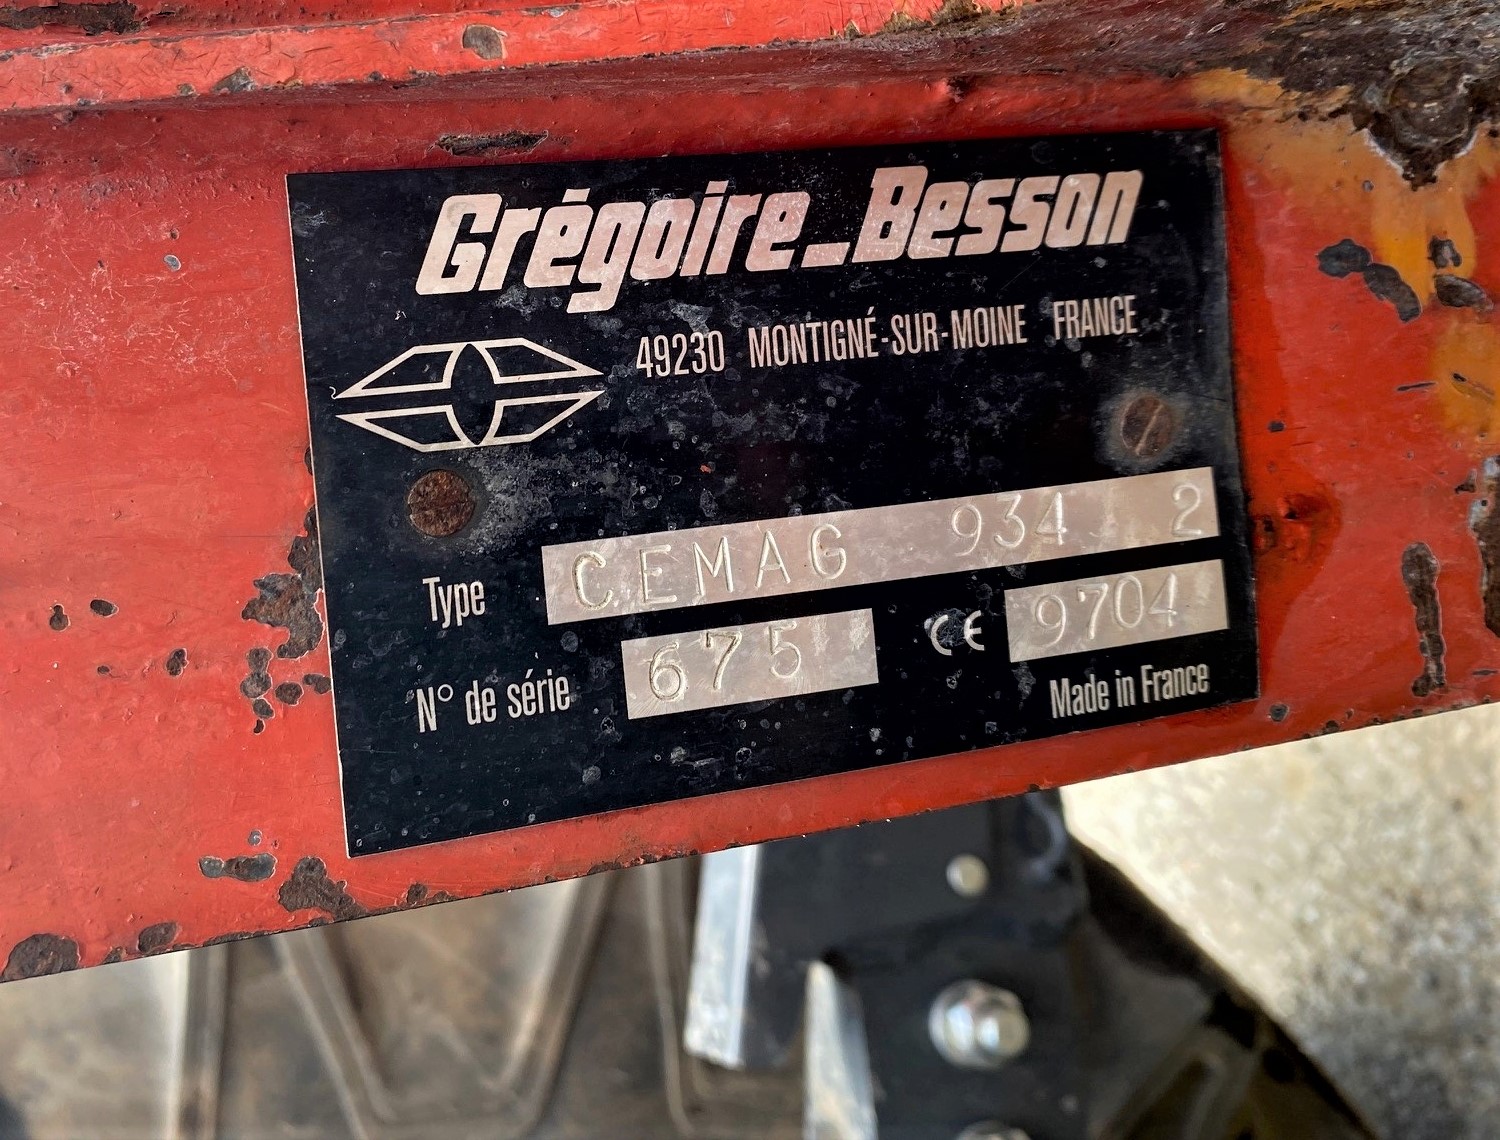 Grégoire_Besson
49230 MONTIGNÉ-SUR-MOINE FRANCE
Type CEMAG 934 2
N° de série 675 CE 9704
Made in France